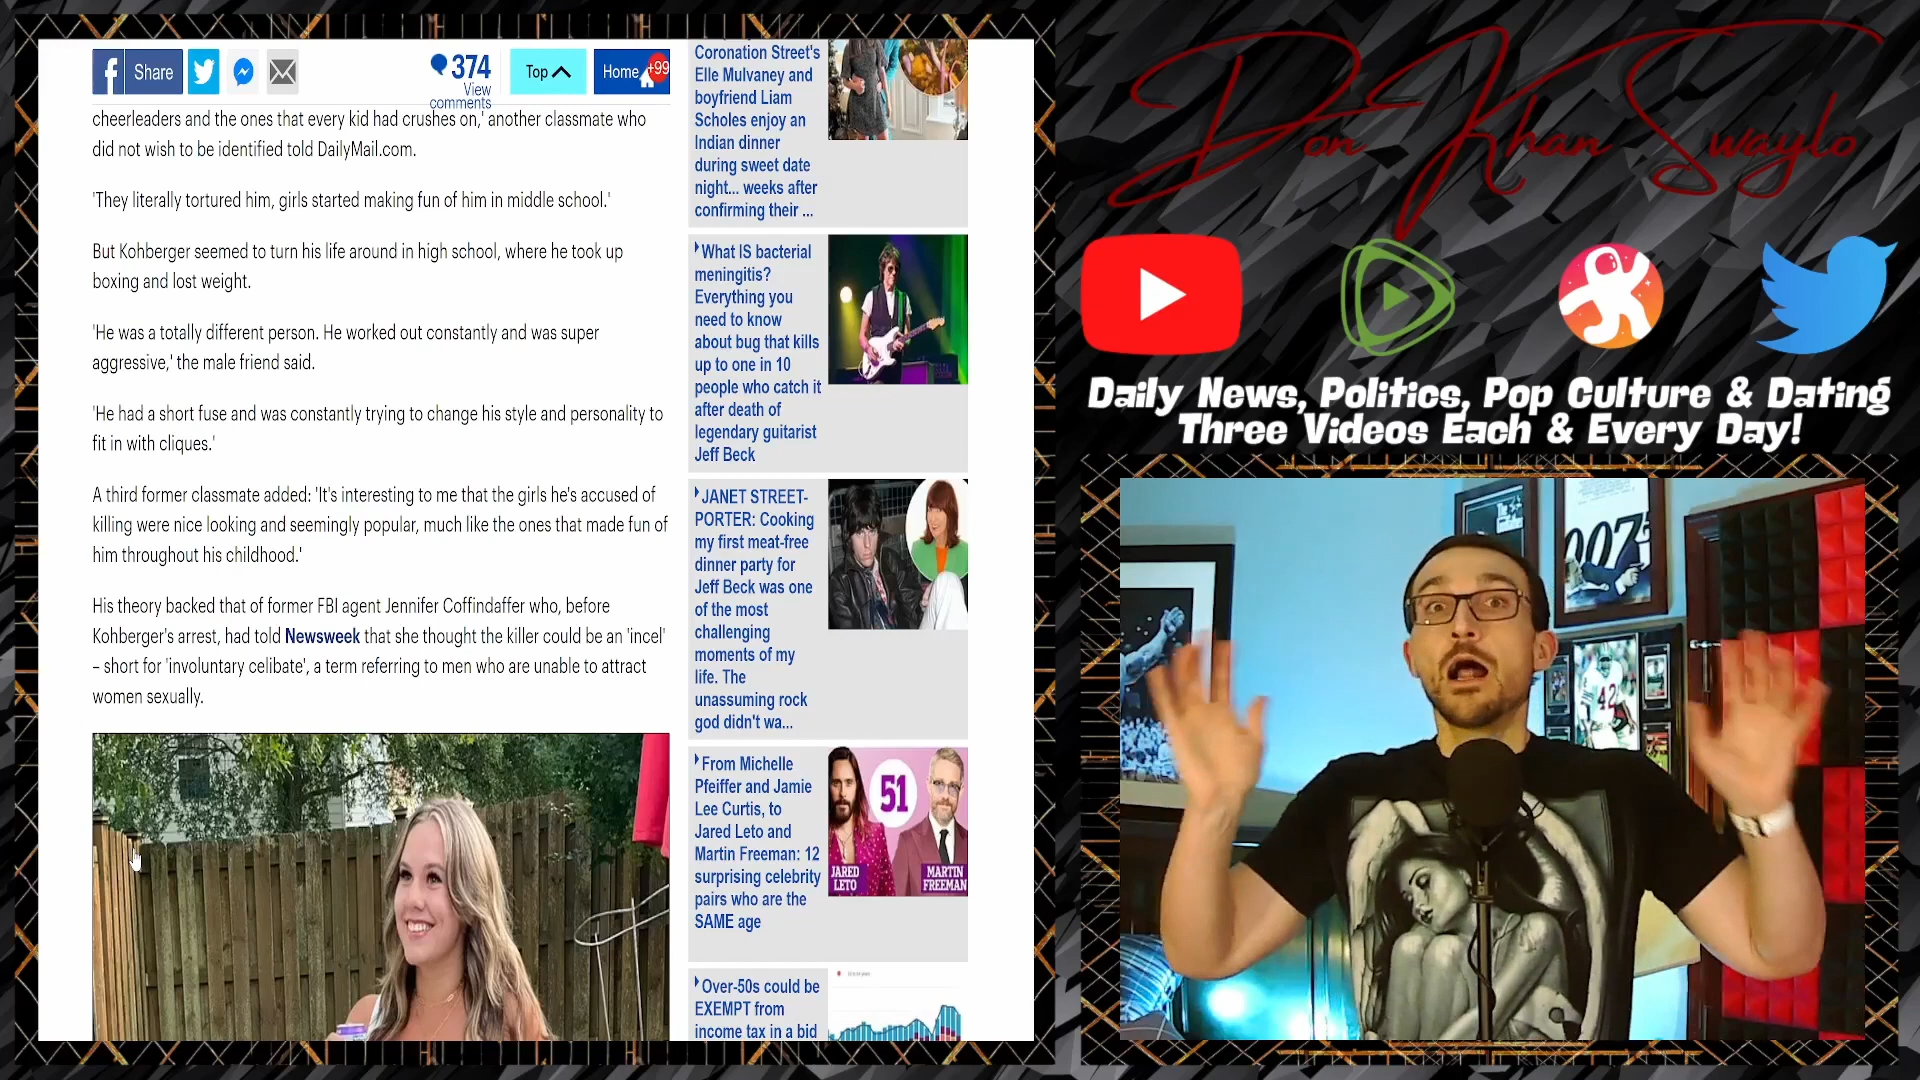 Share
374
View
comments
Top
Home
+99
cheerleaders and the ones that every kid had crushes on,' another classmate who
did not wish to be identified told DailyMail.com.
'They literally tortured him, girls started making fun of him in middle school.'
But Kohberger seemed to turn his life around in high school, where he took up
boxing and lost weight.
'He was a totally different person. He worked out constantly and was super
aggressive,' the male friend said.
'He had a short fuse and was constantly trying to change his style and personality to
fit in with cliques.'
A third former classmate added: 'It's interesting to me that the girls he's accused of
killing were nice looking and seemingly popular, much like the ones that made fun of
him throughout his childhood.'
His theory backed that of former FBI agent Jennifer Coffindaffer who, before
Kohberger's arrest, had told Newsweek that she thought the killer could be an 'incel'
– short for 'involuntary celibate', a term referring to men who are unable to attract
women sexually.
Coronation Street's
Elle Mulvaney and
boyfriend Liam
Scholes enjoy an
Indian dinner
during sweet date
night... weeks after
confirming their ...
What IS bacterial
meningitis?
Everything you
need to know
about bug that kills
up to one in 10
people who catch it
after death of
legendary guitarist
Jeff Beck
JANET STREET-
PORTER: Cooking
my first meat-free
dinner party for
Jeff Beck was one
of the most
challenging
moments of my
life. The
unassuming rock
god didn't wa...
From Michelle
Pfeiffer and Jamie
Lee Curtis, to
Jared Leto and
Martin Freeman: 12
surprising celebrity
pairs who are the
SAME age
51
JARED
LETO
MARTIN
FREEMAN
Over-50s could be
EXEMPT from
income tax in a bid
Don Khan Swaylo
Daily News, Politics, Pop Culture & Dating
Three Videos Each & Every Day!
007
42